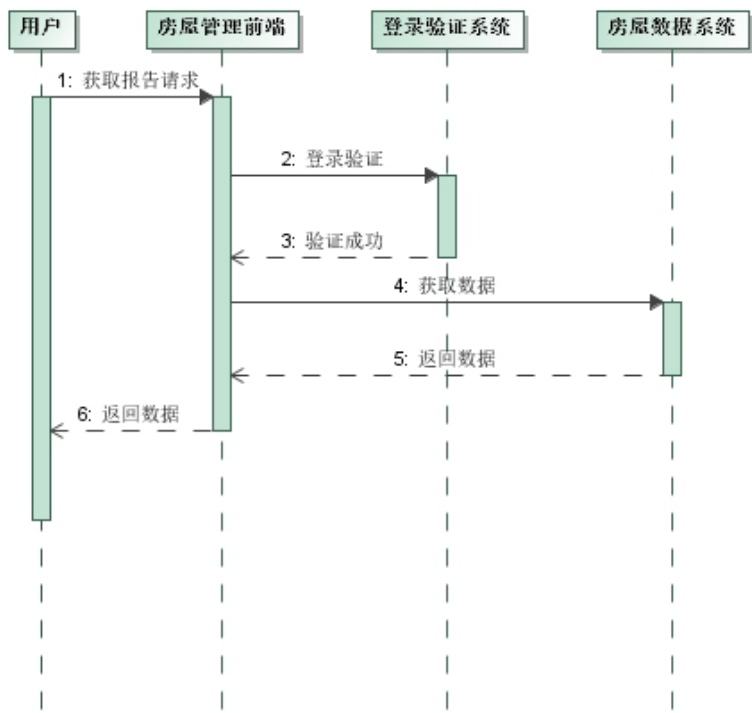 用户 房屋管理前端 登录验证系统 房屋数据系统
1: 获取报告请求
2: 登录验证
3: 验证成功
4: 获取数据
5: 返回数据
6: 返回数据